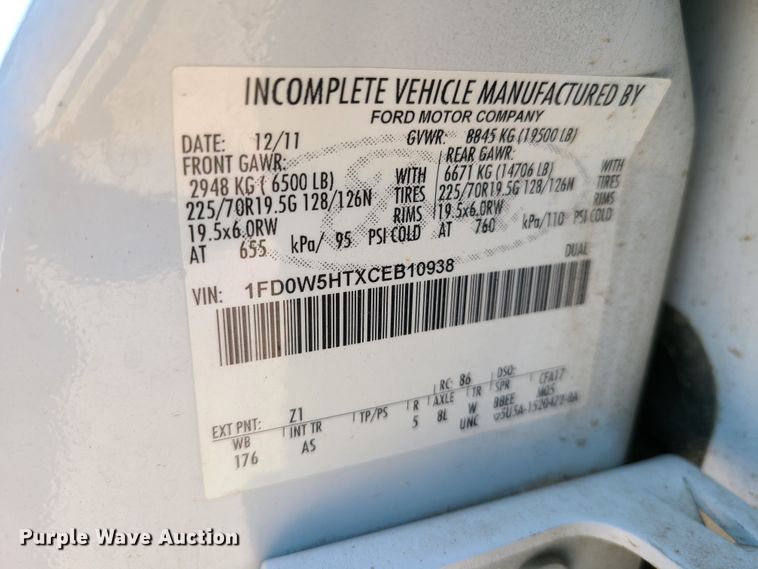 INCOMPLETE VEHICLE MANUFACTURED BY
FORD MOTOR COMPANY
DATE: 12/11 GVWR: 8845 KG (19500 LB)
FRONT GAWR: REAR GAWR:
2948 KG ( 6500 LB) WITH 6671 KG (14706 LB) WITH
225/70R19.5G 128/126N TIRES 225/70R19.5G 128/126N TIRES
19.5x6.0RW RIMS 19.5x6.0RW RIMS
AT 655 kPa/ 95 PSI COLD AT 760 kPa/110 PSI COLD
VIN: 1FD0W5HTXCEB10938 DUAL
EXT PNT: Z1 RC: 86 DSO:
WB INT TR TP/PS R AXLE TR SPR CFA17
176 AS 5 8L W BBEE MQ5
UNC
Purple Wave Auction